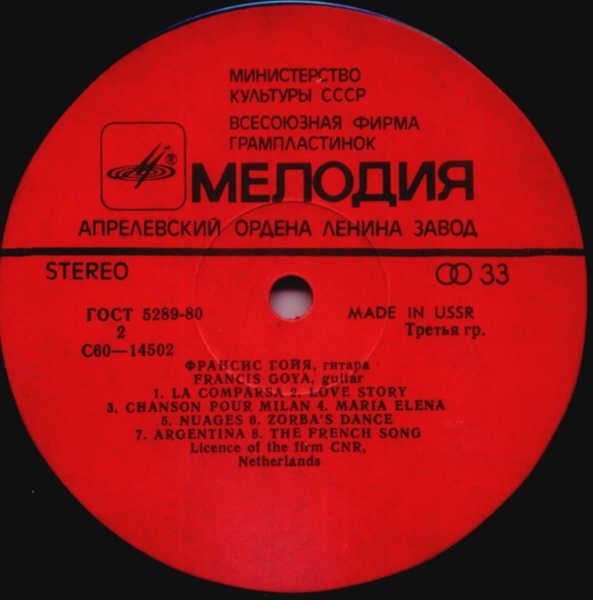 МИНИСТЕРСТВО
КУЛЬТУРЫ СССР
ВСЕСОЮЗНАЯ ФИРМА
ГРАМПЛАСТИНОК
® МЕЛОДИЯ
АПРЕЛЕВСКИЙ ОРДЕНА ЛЕНИНА ЗАВОД
STEREO
33
ГОСТ 5289-80
2
С60—14502
MADE IN USSR
Третья гр.
ФРАНСИС ГОЙЯ, гитара
FRANCIS GOYA, guitar
1. LA COMPARSA 2. LOVE STORY
3. CHANSON POUR MILAN 4. MARIA ELENA
5. NUAGES 6. ZORBA'S DANCE
7. ARGENTINA 8. THE FRENCH SONG
Licence of the firm CNR,
Netherlands